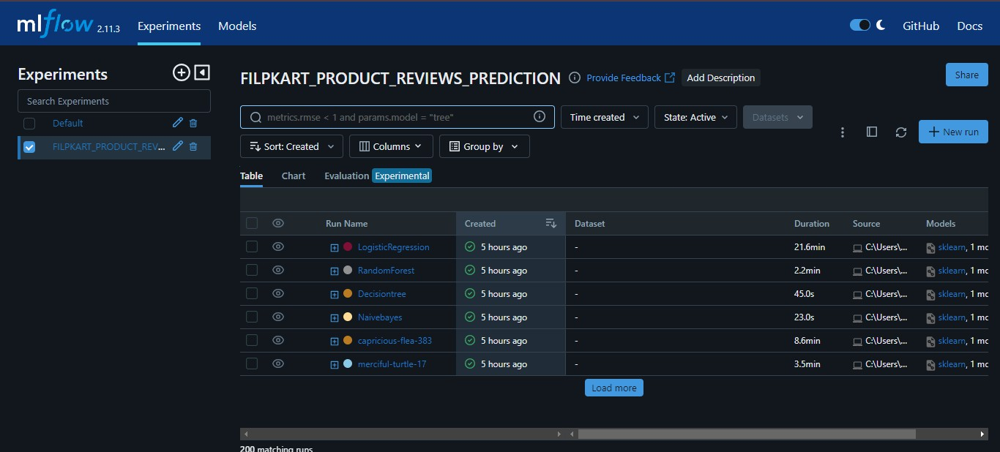 mlflow 2.11.3 Experiments Models GitHub Docs
Experiments
Search Experiments
Default
FILPKART_PRODUCT_REV...
FILPKART_PRODUCT_REVIEWS_PREDICTION Provide Feedback Add Description Share
metrics.rmse < 1 and params.model = "tree" Time created State: Active Datasets
New run
Sort: Created Columns Group by
Table Chart Evaluation Experimental
Run Name Created Dataset Duration Source Models
LogisticRegression 5 hours ago - 21.6min C:\Users\... sklearn, 1 mc
RandomForest 5 hours ago - 2.2min C:\Users\... sklearn, 1 mc
Decisiontree 5 hours ago - 45.0s C:\Users\... sklearn, 1 mc
Naivebayes 5 hours ago - 23.0s C:\Users\... sklearn, 1 mc
capricious-flea-383 5 hours ago - 8.6min C:\Users\... sklearn, 1 mc
merciful-turtle-17 5 hours ago - 3.5min C:\Users\... sklearn, 1 mc
Load more
200 matching runs